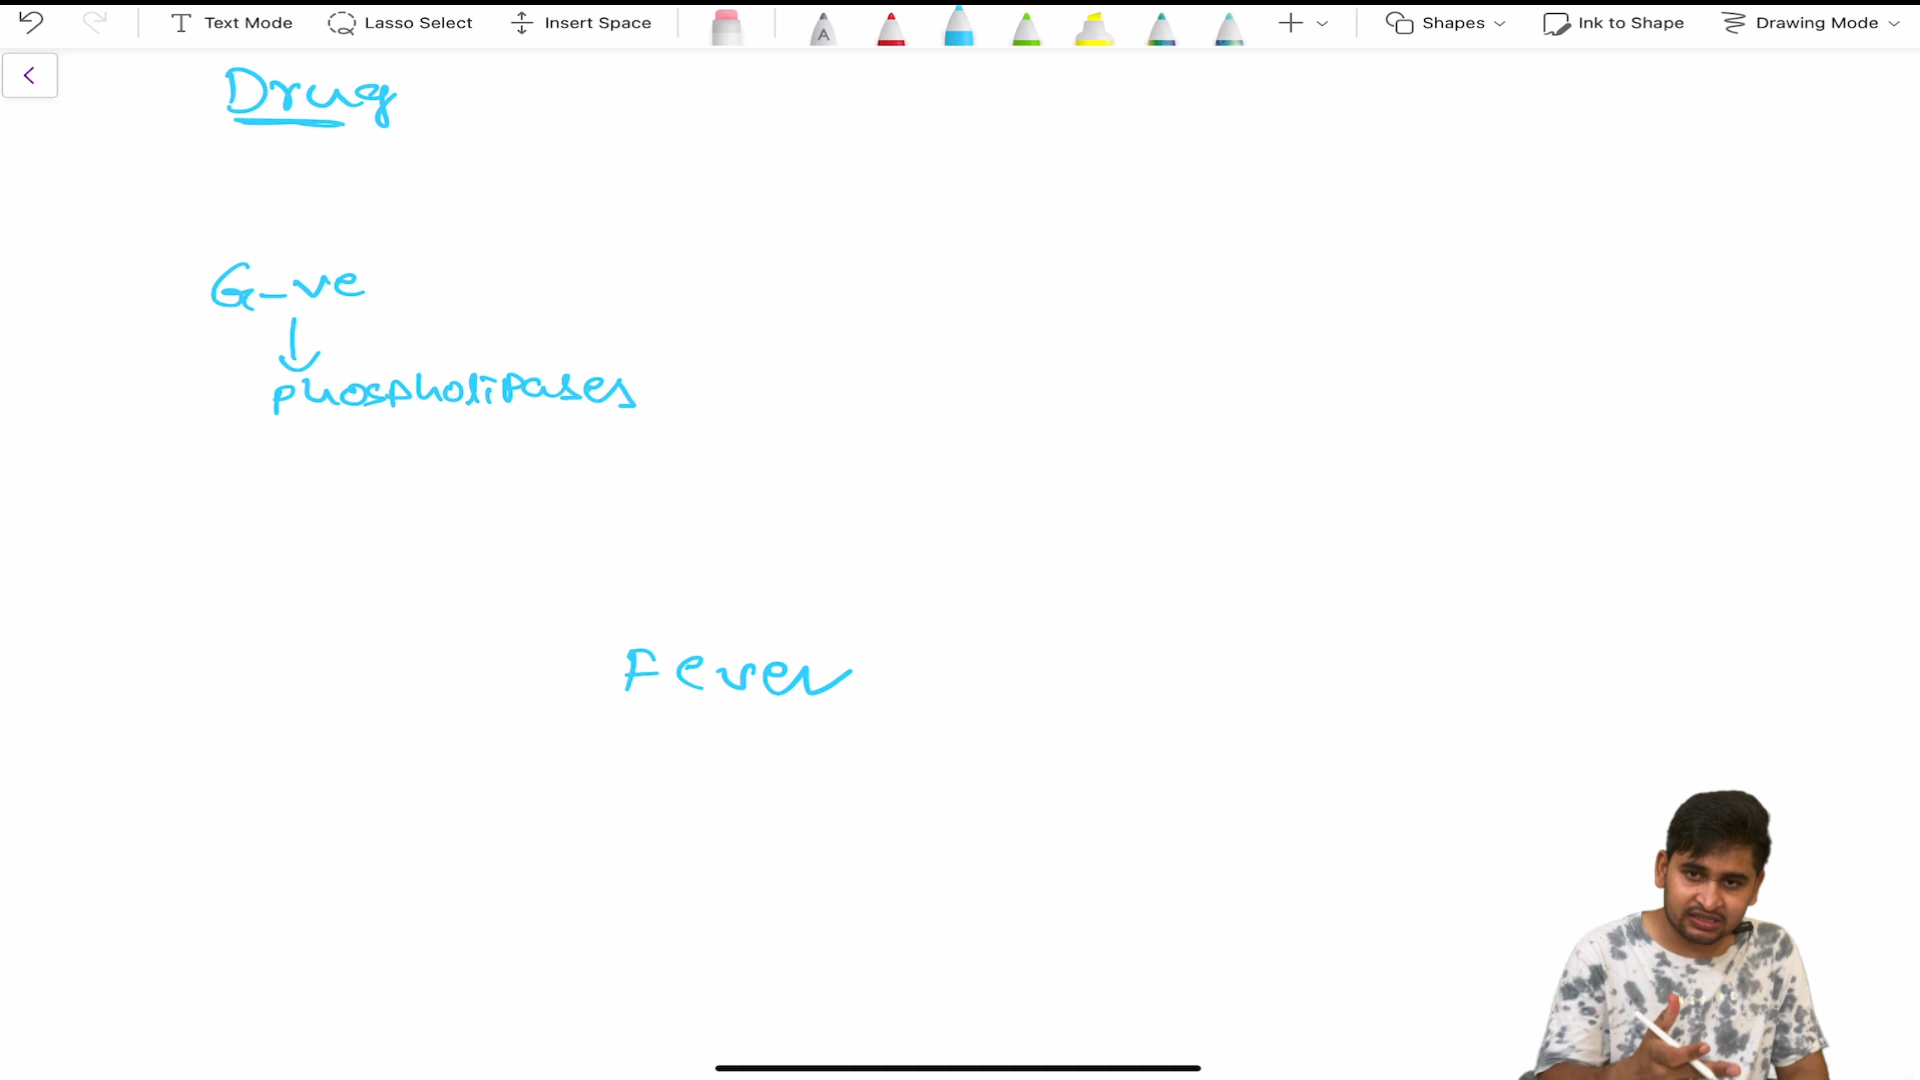 Text Mode Lasso Select Insert Space A Shapes Ink to Shape Drawing Mode
Drug
G-ve
phospholipases
Fever